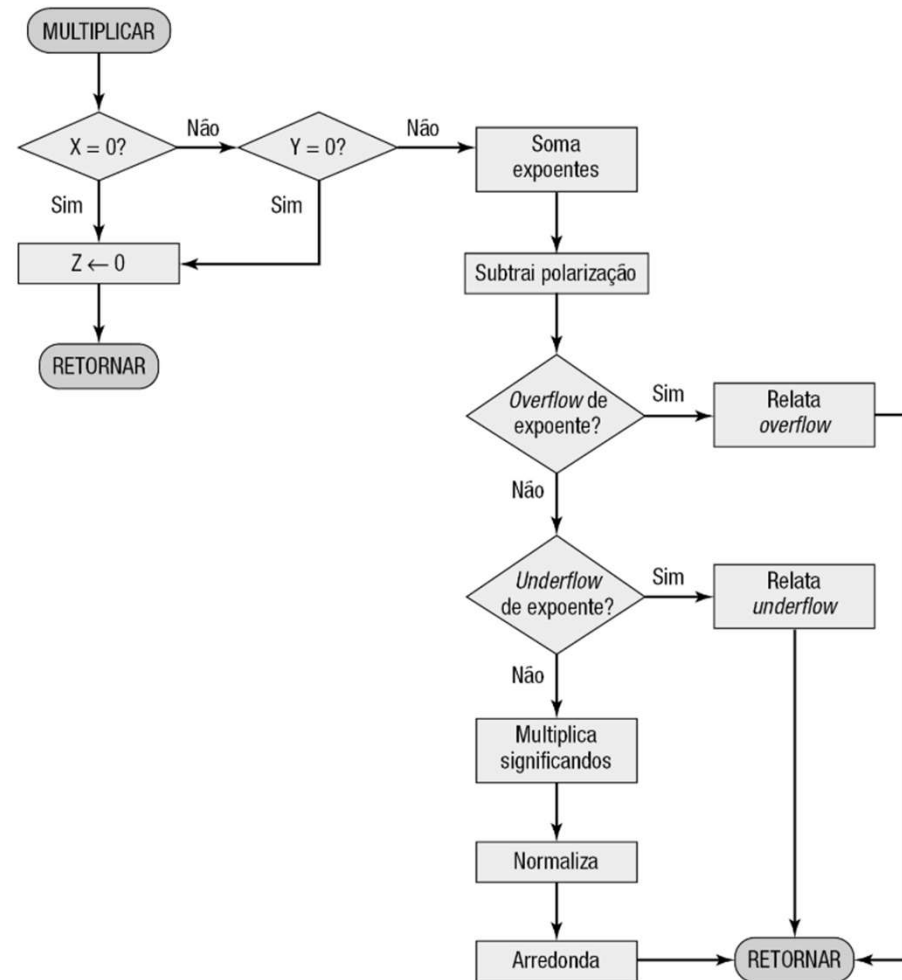 MULTIPLICAR
X = 0?
Não
Y = 0?
Não
Soma
expoentes
Sim
Sim
Z ← 0
Subtrai polarização
RETORNAR
Overflow de
expoente?
Sim
Relata
overflow
Não
Underflow
de expoente?
Sim
Relata
underflow
Não
Multiplica
significandos
Normaliza
Arredonda
RETORNAR